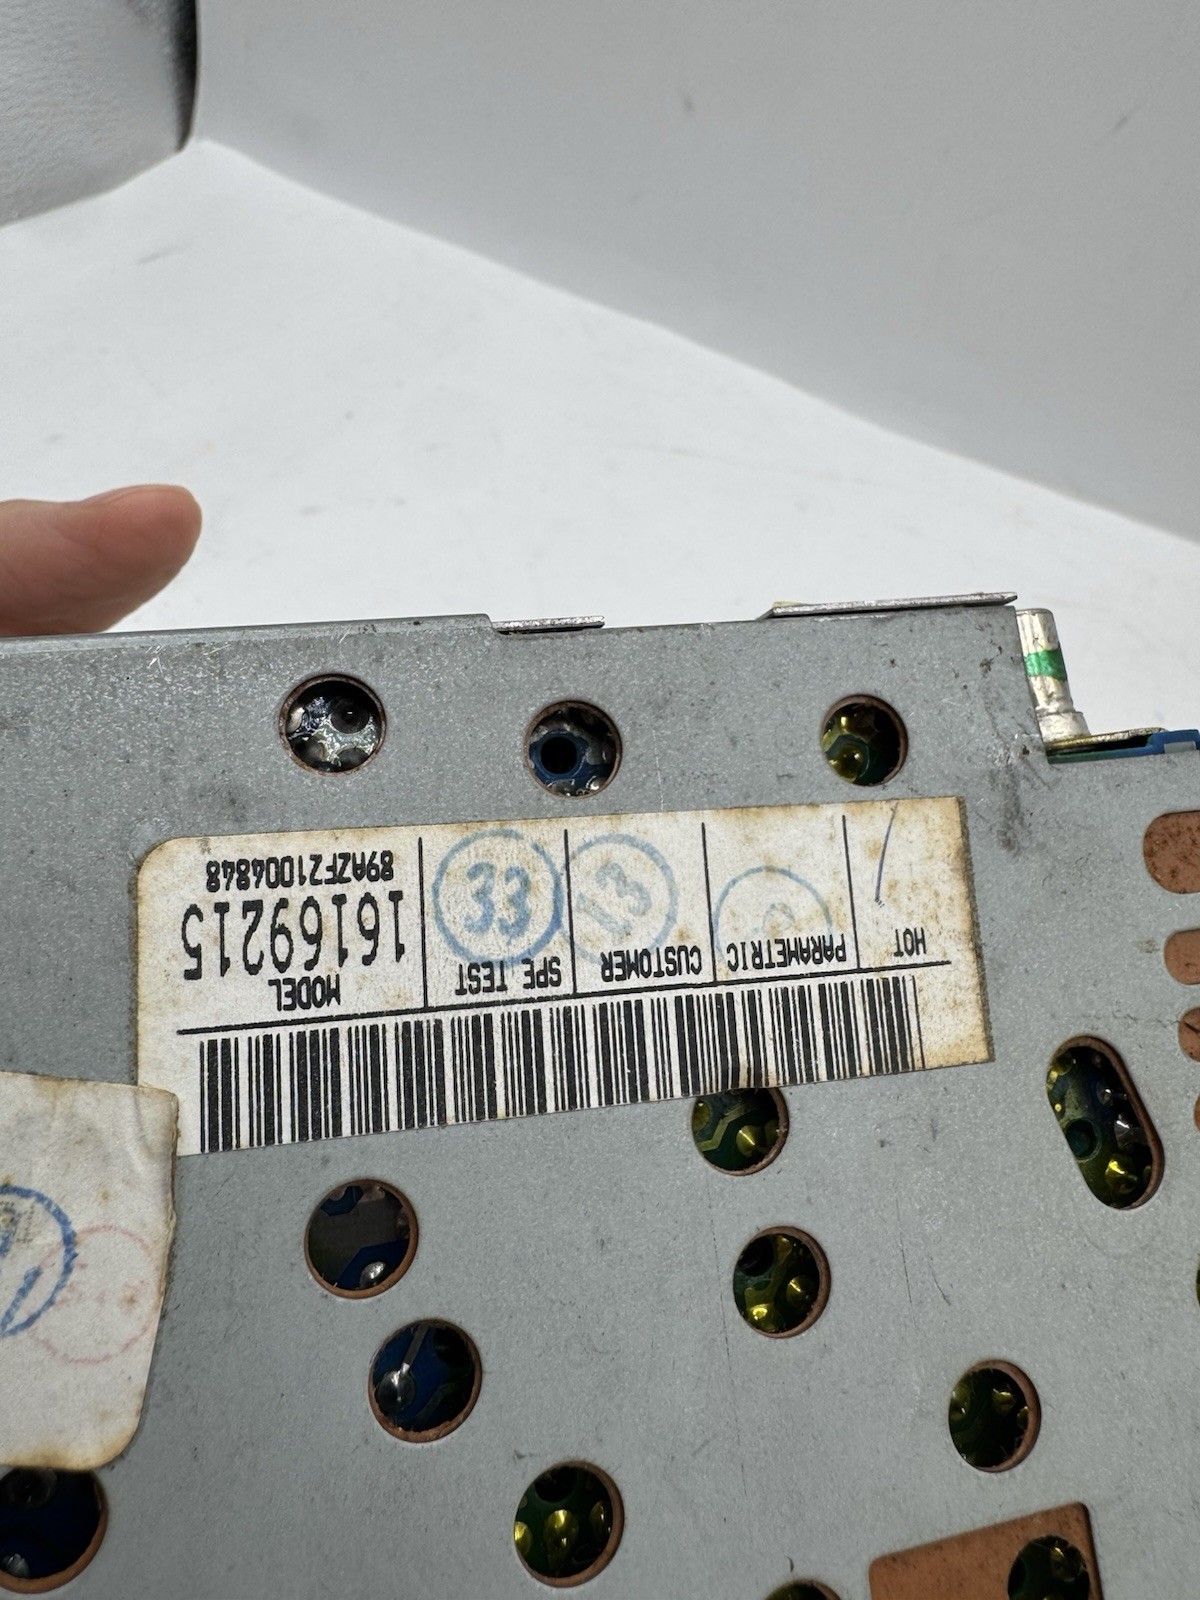 HOT PARAMETRIC CUSTOMER SPE TEST MODEL
16169215
89AZF21004848
13
33